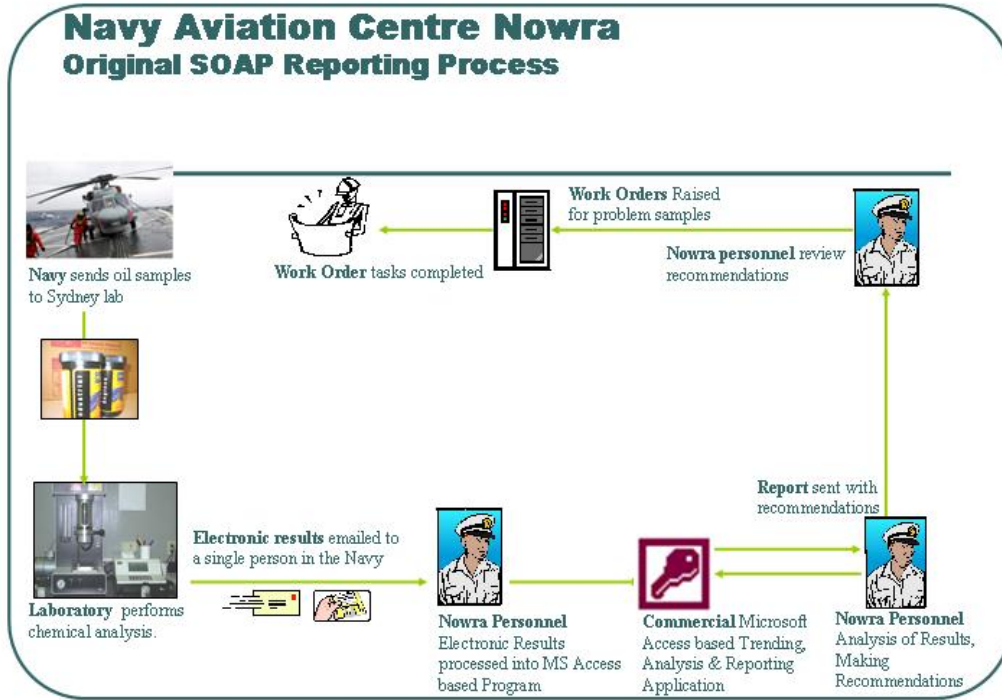 Navy Aviation Centre Nowra
Original SOAP Reporting Process
Navy sends oil samples
to Sydney lab
Work Order tasks completed
Work Orders Raised
for problem samples
Nowra personnel review
recommendations
Laboratory performs
chemical analysis.
Electronic results emailed to
a single person in the Navy
Nowra Personnel
Electronic Results
processed into MS Access
based Program
Commercial Microsoft
Access based Trending,
Analysis & Reporting
Application
Report sent with
recommendations
Nowra Personnel
Analysis of Results,
Making
Recommendations